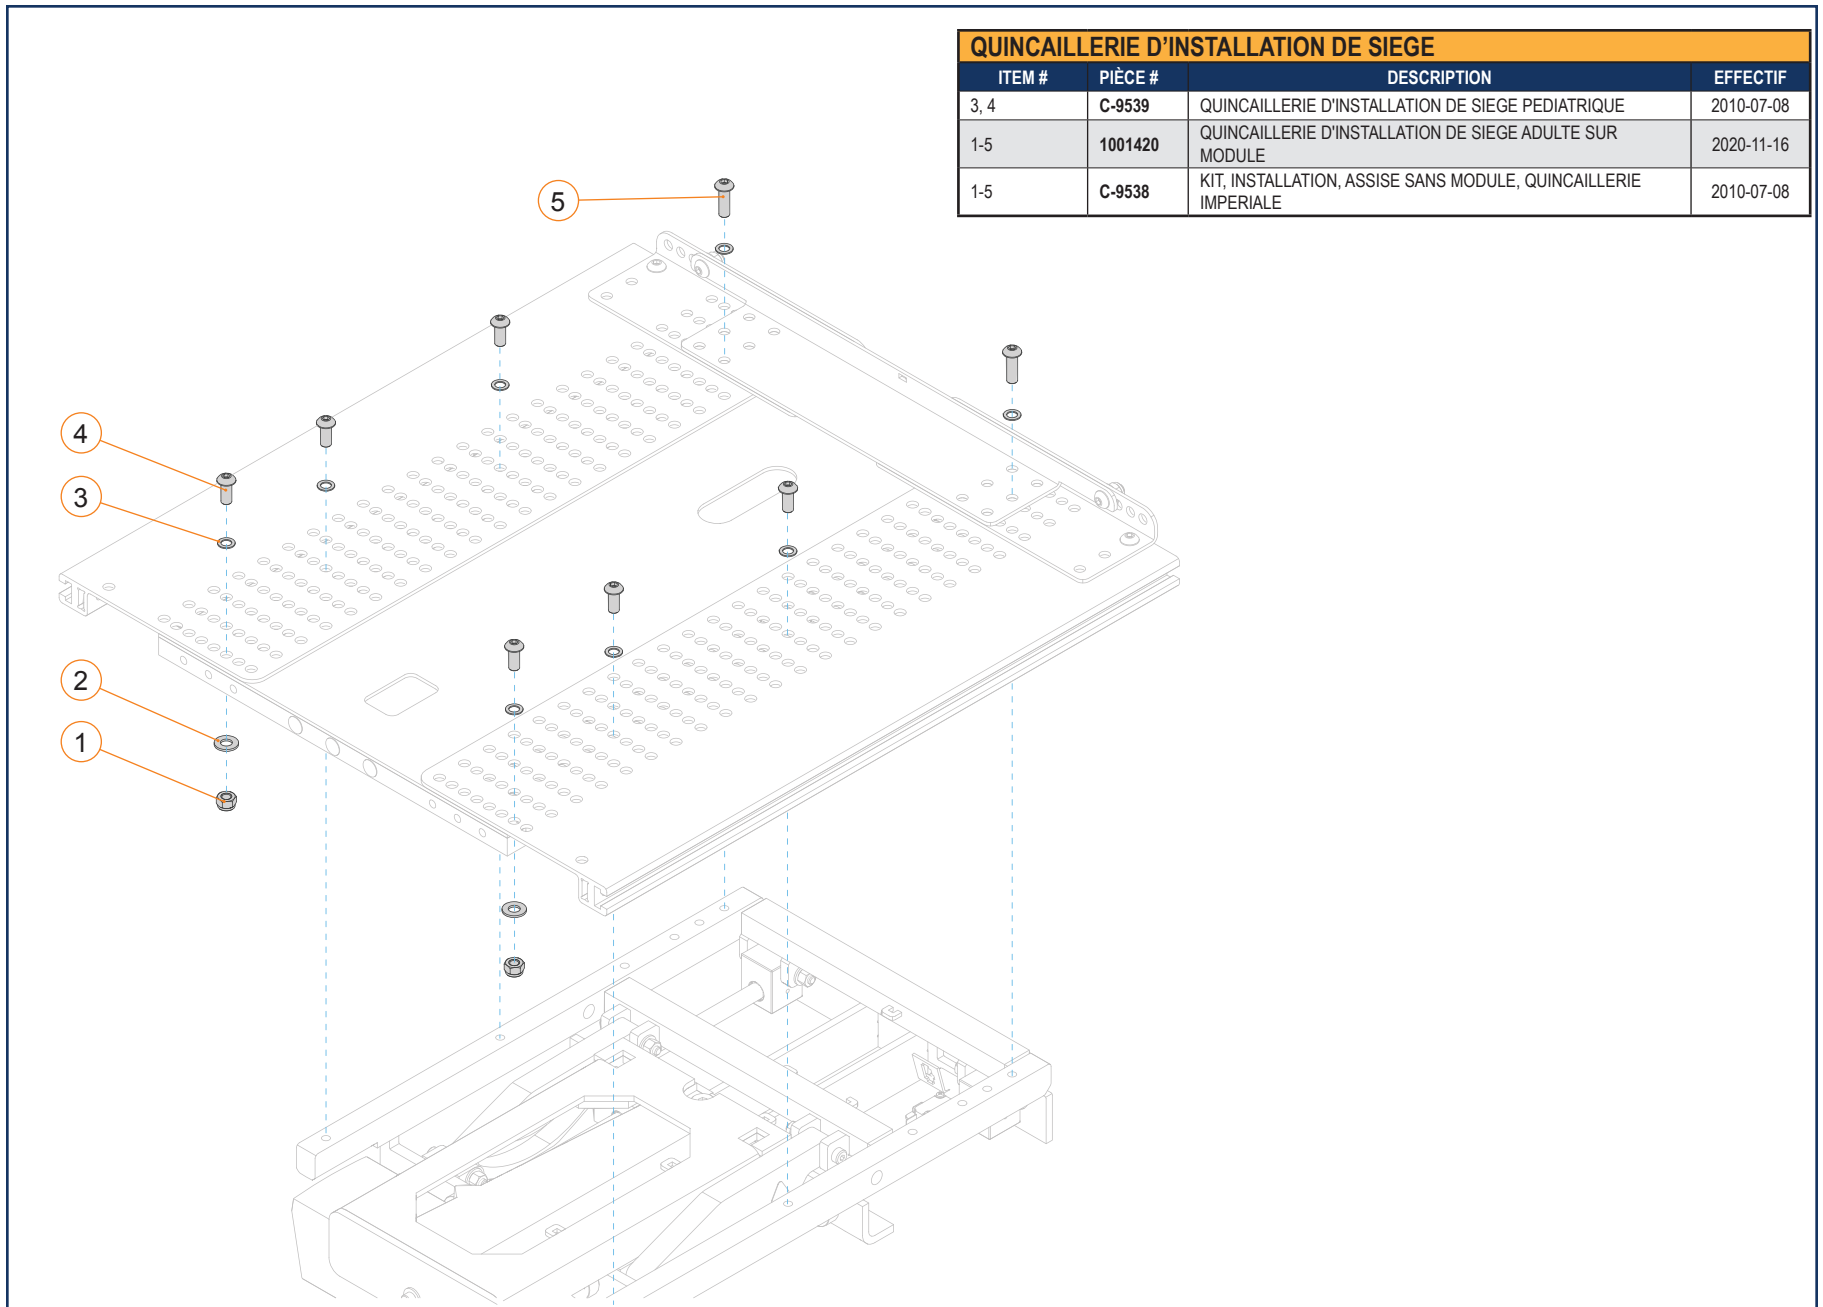 QUINCAILLERIE D’INSTALLATION DE SIEGE
ITEM # PIÈCE # DESCRIPTION EFFECTIF
3, 4 C-9539 QUINCAILLERIE D'INSTALLATION DE SIEGE PEDIATRIQUE 2010-07-08
1-5 1001420 QUINCAILLERIE D'INSTALLATION DE SIEGE ADULTE SUR
MODULE 2020-11-16
1-5 C-9538 KIT, INSTALLATION, ASSISE SANS MODULE, QUINCAILLERIE
IMPERIALE 2010-07-08
5
4
3
2
1